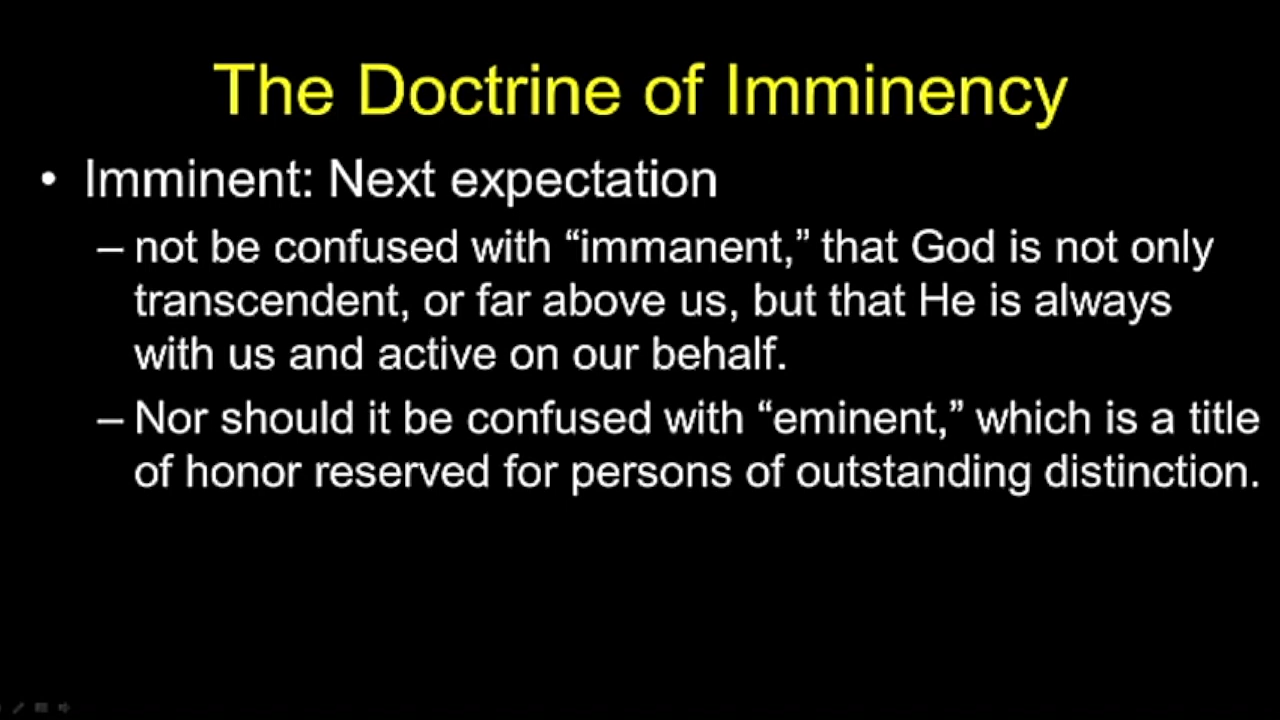 The Doctrine of Imminency
• Imminent: Next expectation
– not be confused with “immanent,” that God is not only
transcendent, or far above us, but that He is always
with us and active on our behalf.
– Nor should it be confused with “eminent,” which is a title
of honor reserved for persons of outstanding distinction.